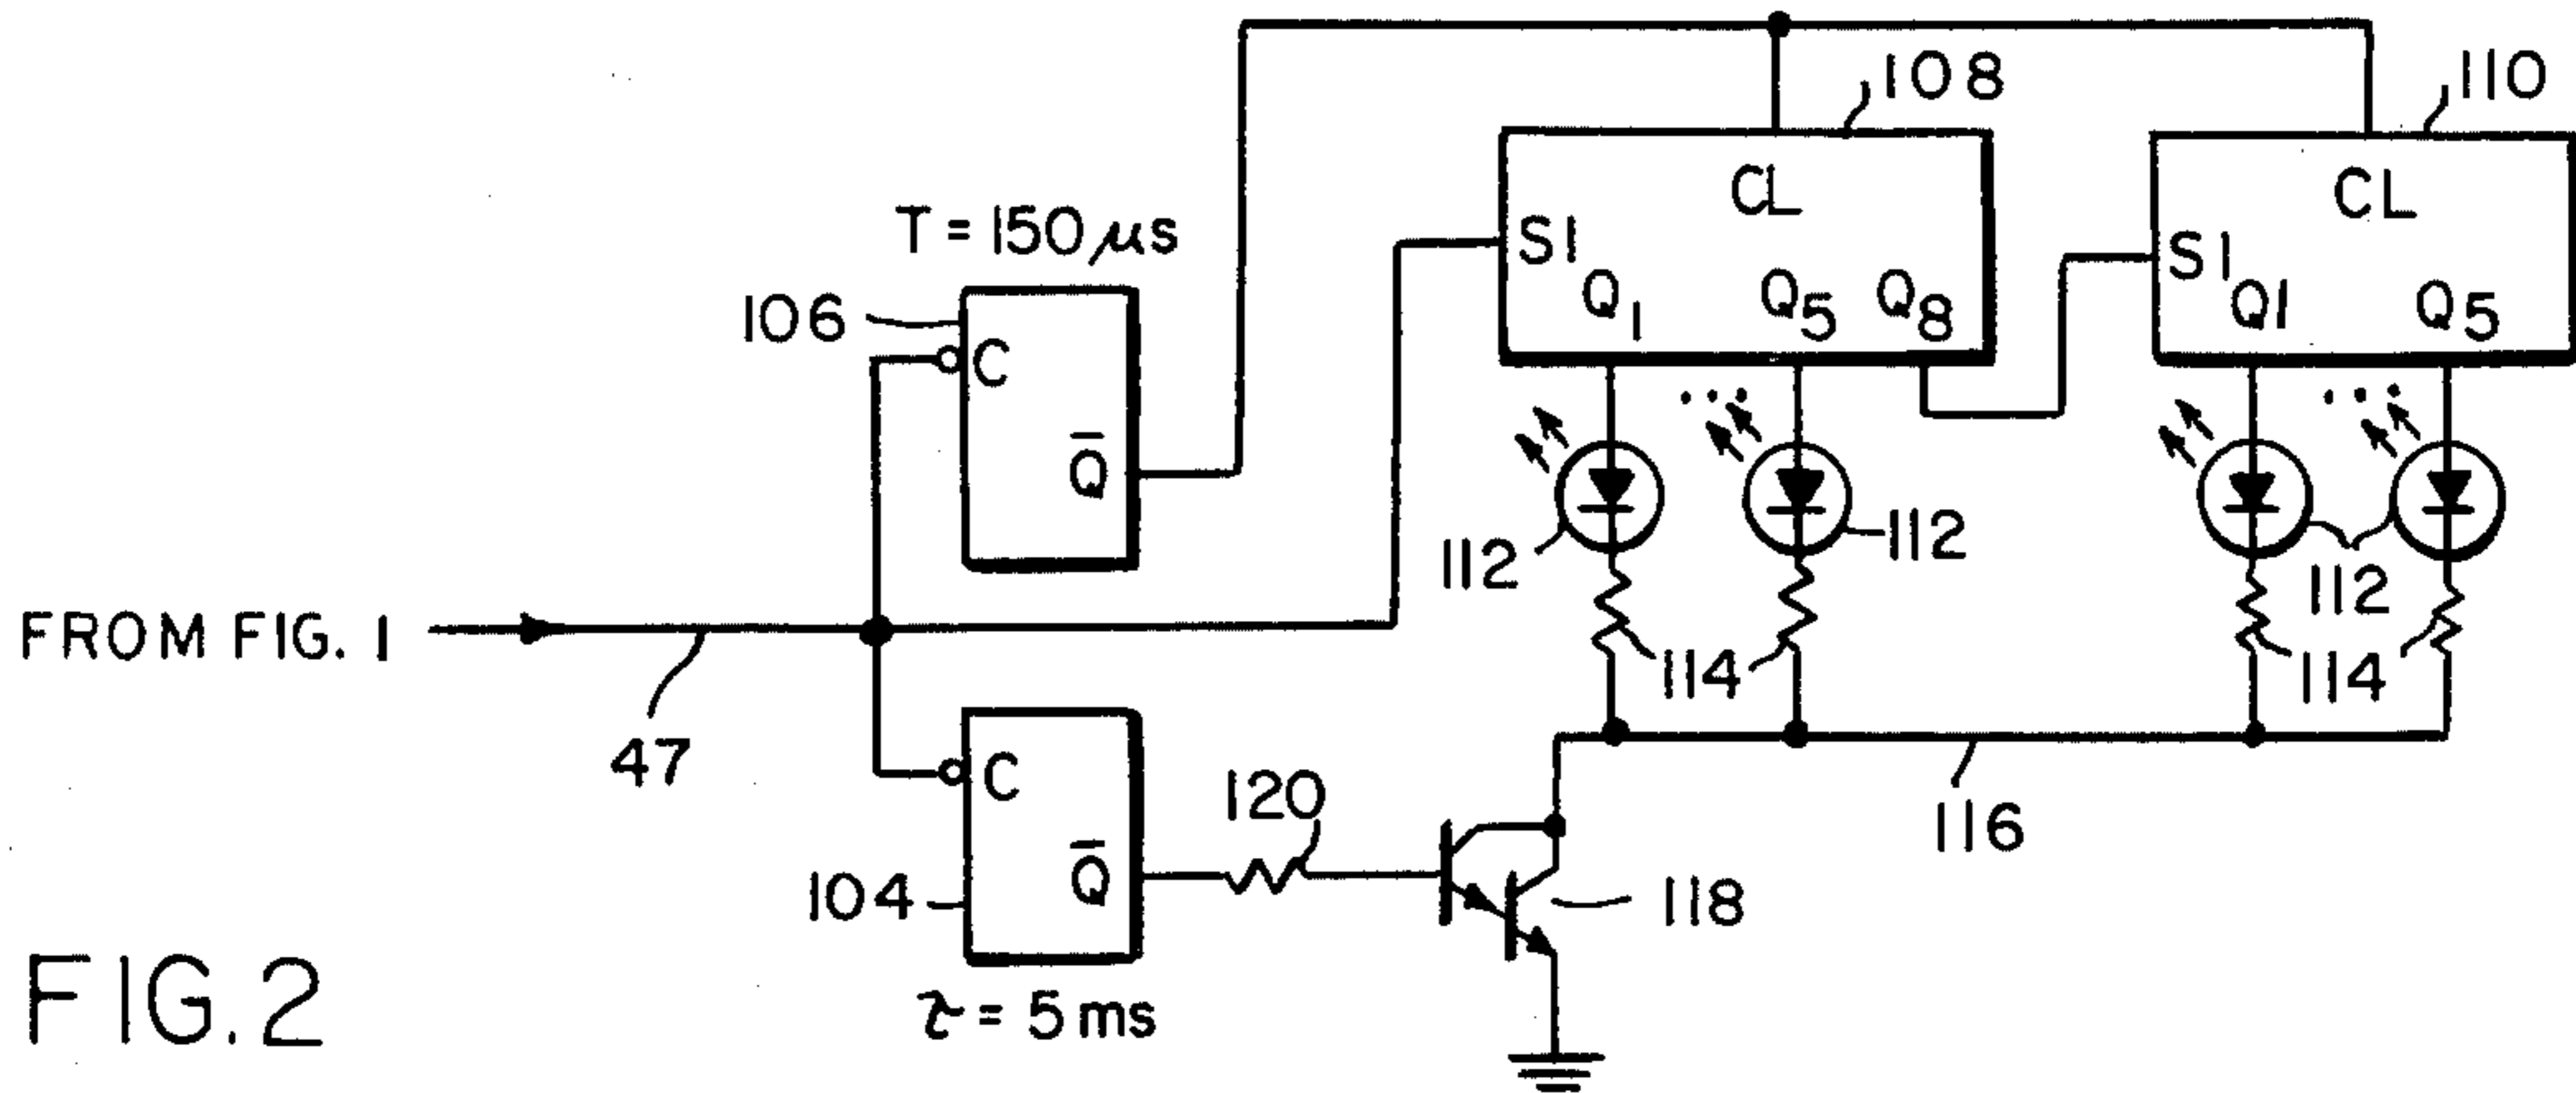 108
110
CL
CL
T = 150 μs
S1
S1
Q1
Q5
Q8
Q1
Q5
106
C
Q̅
112
112
112
FROM FIG. 1
114
114
47
C
120
116
Q̅
104
118
FIG. 2
τ = 5 ms